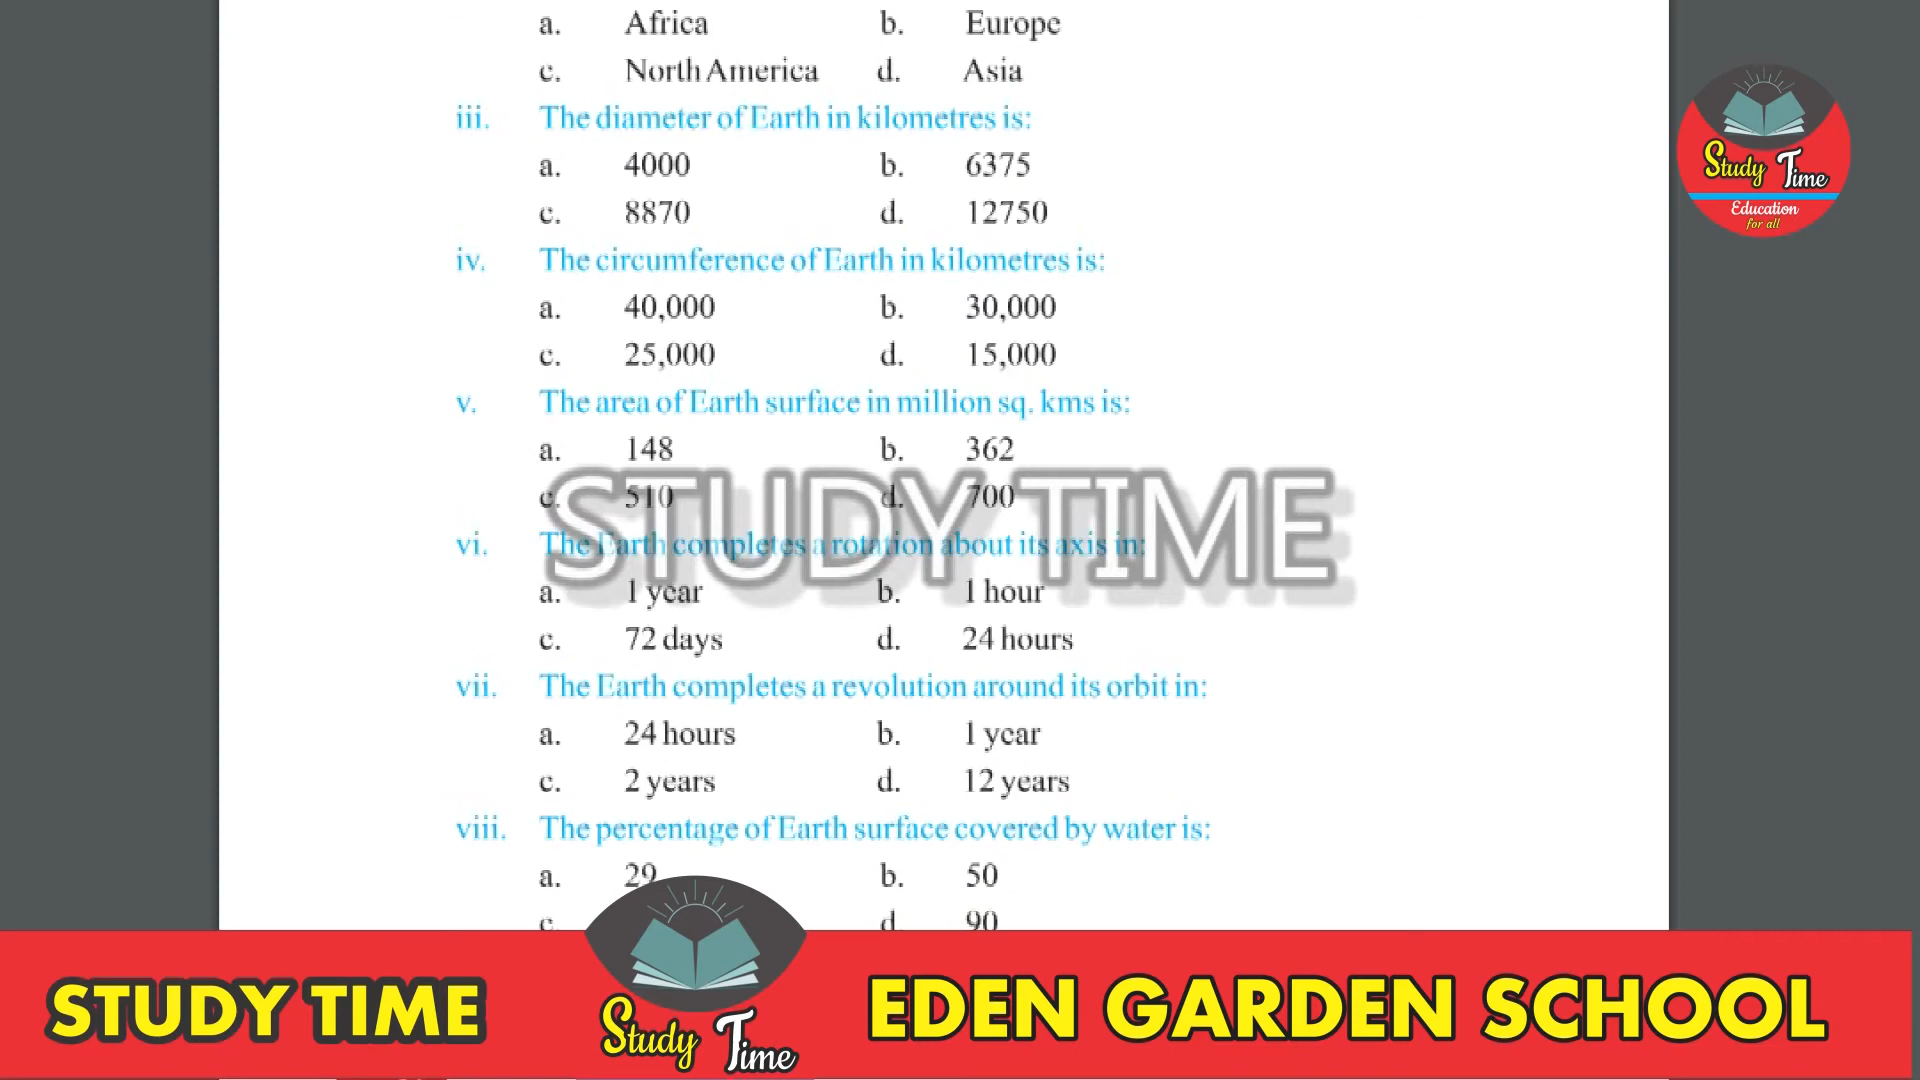 a. Africa b. Europe
c. North America d. Asia
iii. The diameter of Earth in kilometres is:
a. 4000 b. 6375
c. 8870 d. 12750
iv. The circumference of Earth in kilometres is:
a. 40,000 b. 30,000
c. 25,000 d. 15,000
v. The area of Earth surface in million sq. kms is:
a. 148 b. 362
c. 510 d. 700
STUDY TIME
vi. The Earth completes a rotation about its axis in:
a. 1 year b. 1 hour
c. 72 days d. 24 hours
vii. The Earth completes a revolution around its orbit in:
a. 24 hours b. 1 year
c. 2 years d. 12 years
viii. The percentage of Earth surface covered by water is:
a. 29 b. 50
c. d. 90
Study Time
Education
for all
STUDY TIME
Study Time
EDEN GARDEN SCHOOL